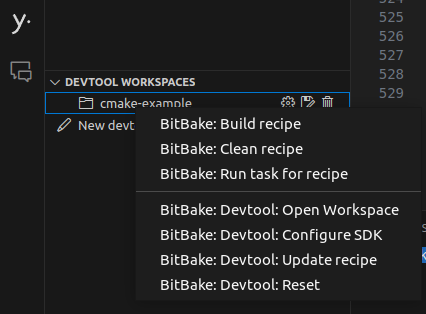 y.
524
525
526
527
528
529
DEVTOOL WORKSPACES
cmake-example
New devt
BitBake: Build recipe
BitBake: Clean recipe
BitBake: Run task for recipe
BitBake: Devtool: Open Workspace
BitBake: Devtool: Configure SDK
BitBake: Devtool: Update recipe
BitBake: Devtool: Reset